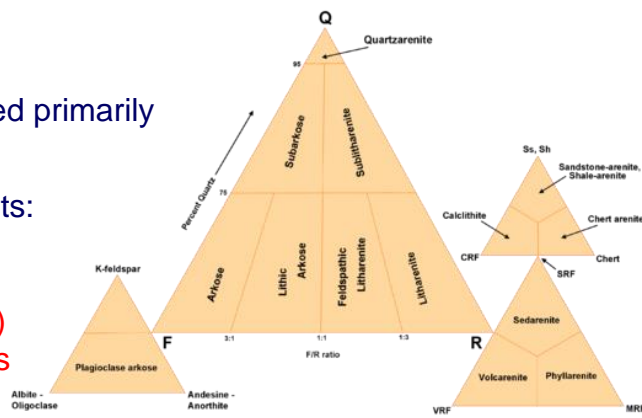 ed primarily
ts:
)
s
Q
Quartzarenite
95
Percent Quartz
Subarkose
Sublitharenite
75
Arkose
Lithic
Arkose
Feldspathic
Litharenite
Litharenite
F
3:1
1:1
1:3
R
F/R ratio
K-feldspar
Plagioclase arkose
Albite -
Oligoclase
Andesine -
Anorthite
Ss, Sh
Sandstone-arenite,
Shale-arenite
Calclithite
Chert arenite
CRF
Chert
SRF
Sedarenite
Volcarenite
Phyllarenite
VRF
MRF